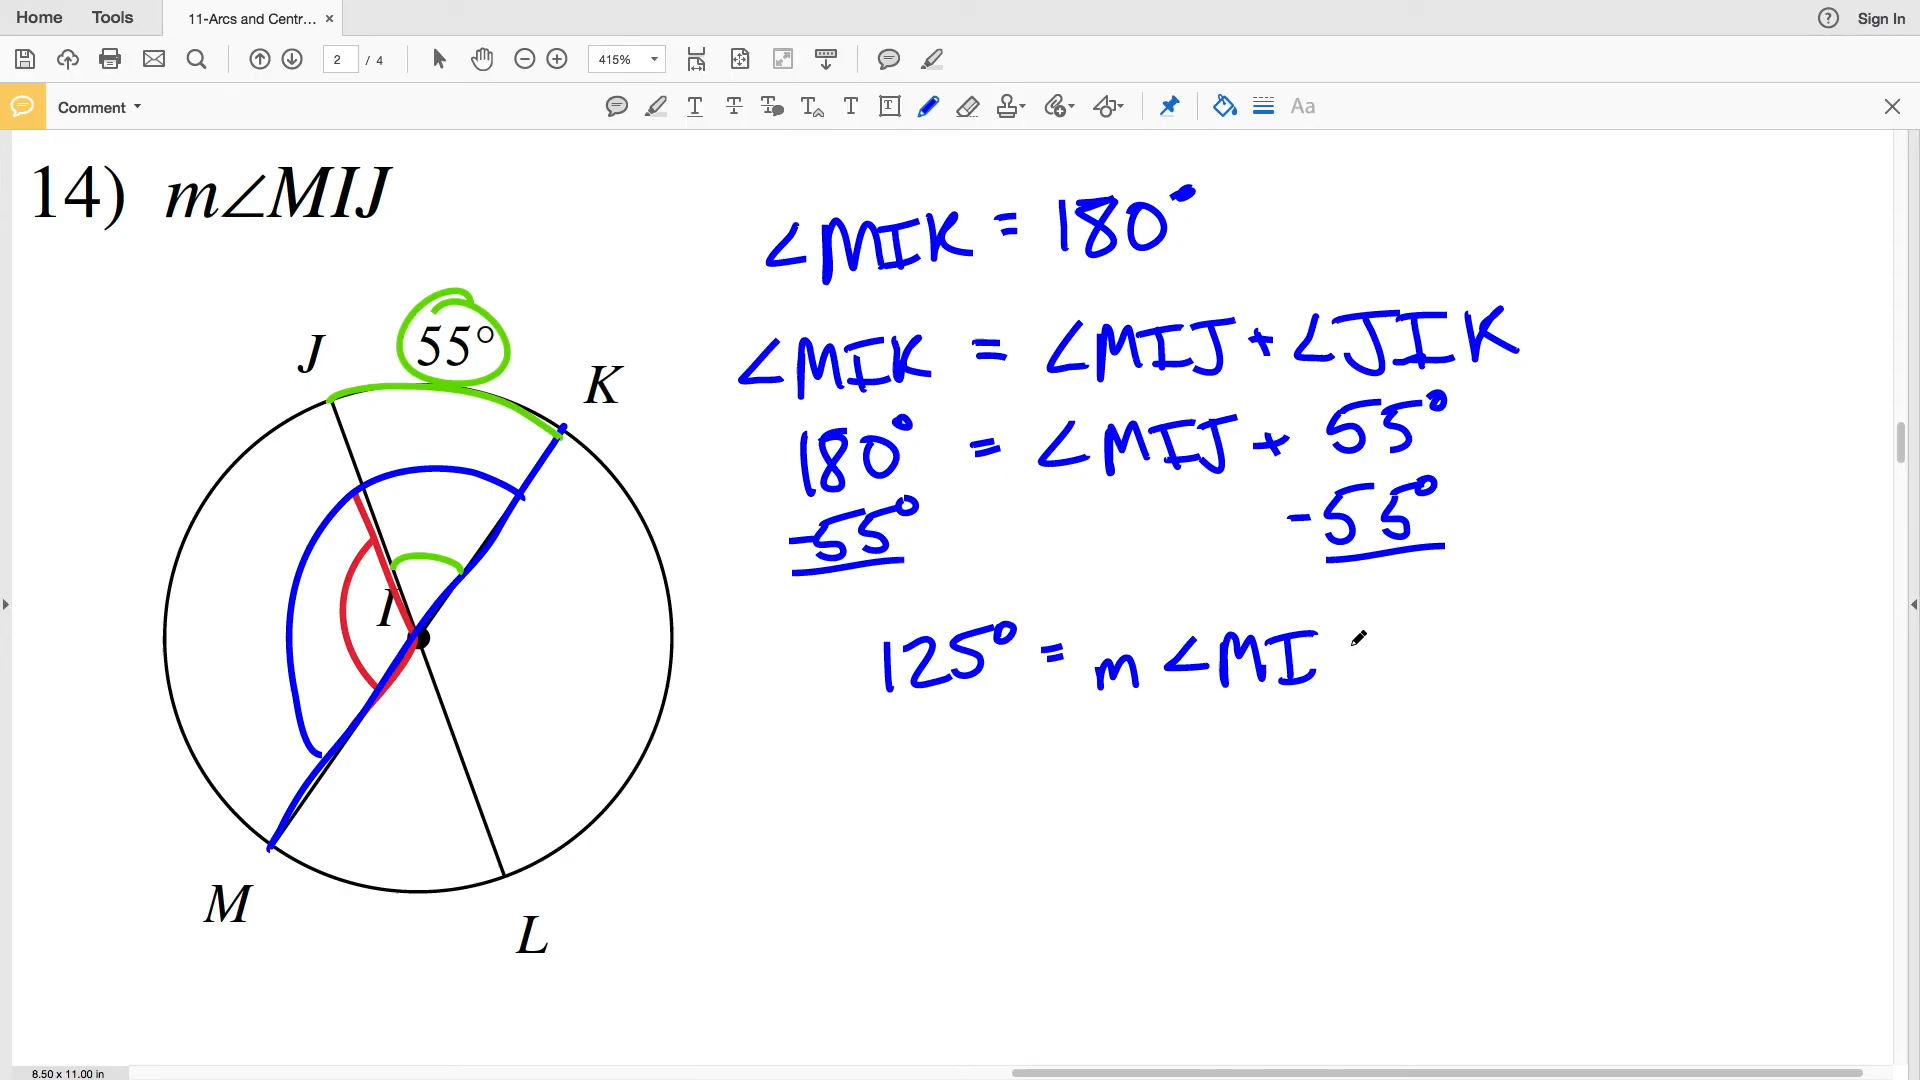 Home Tools 11-Arcs and Centr... × ? Sign In
2 / 4 415%
Comment Aa
14) m∠MIJ
∠MIK = 180°
∠MIK = ∠MIJ + ∠JIK
180° = ∠MIJ + 55°
-55° -55°
125° = m∠MI
J 55° K
I
M L
8.50 x 11.00 in